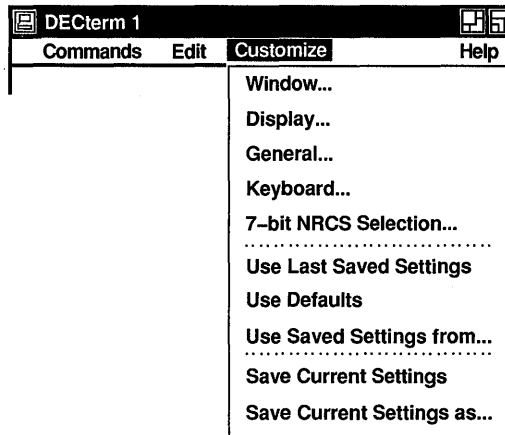 DECterm 1
Commands Edit Customize Help
Window...
Display...
General...
Keyboard...
7-bit NRCS Selection...
Use Last Saved Settings
Use Defaults
Use Saved Settings from...
Save Current Settings
Save Current Settings as...